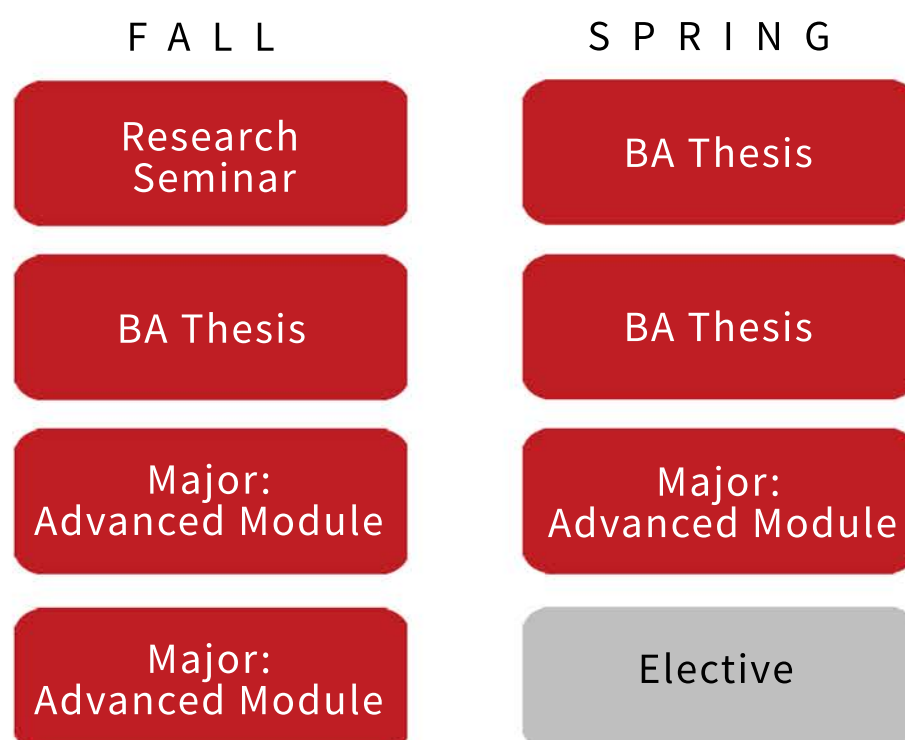 FALL
Research
Seminar
BA Thesis
Major:
Advanced Module
Major:
Advanced Module
SPRING
BA Thesis
BA Thesis
Major:
Advanced Module
Elective